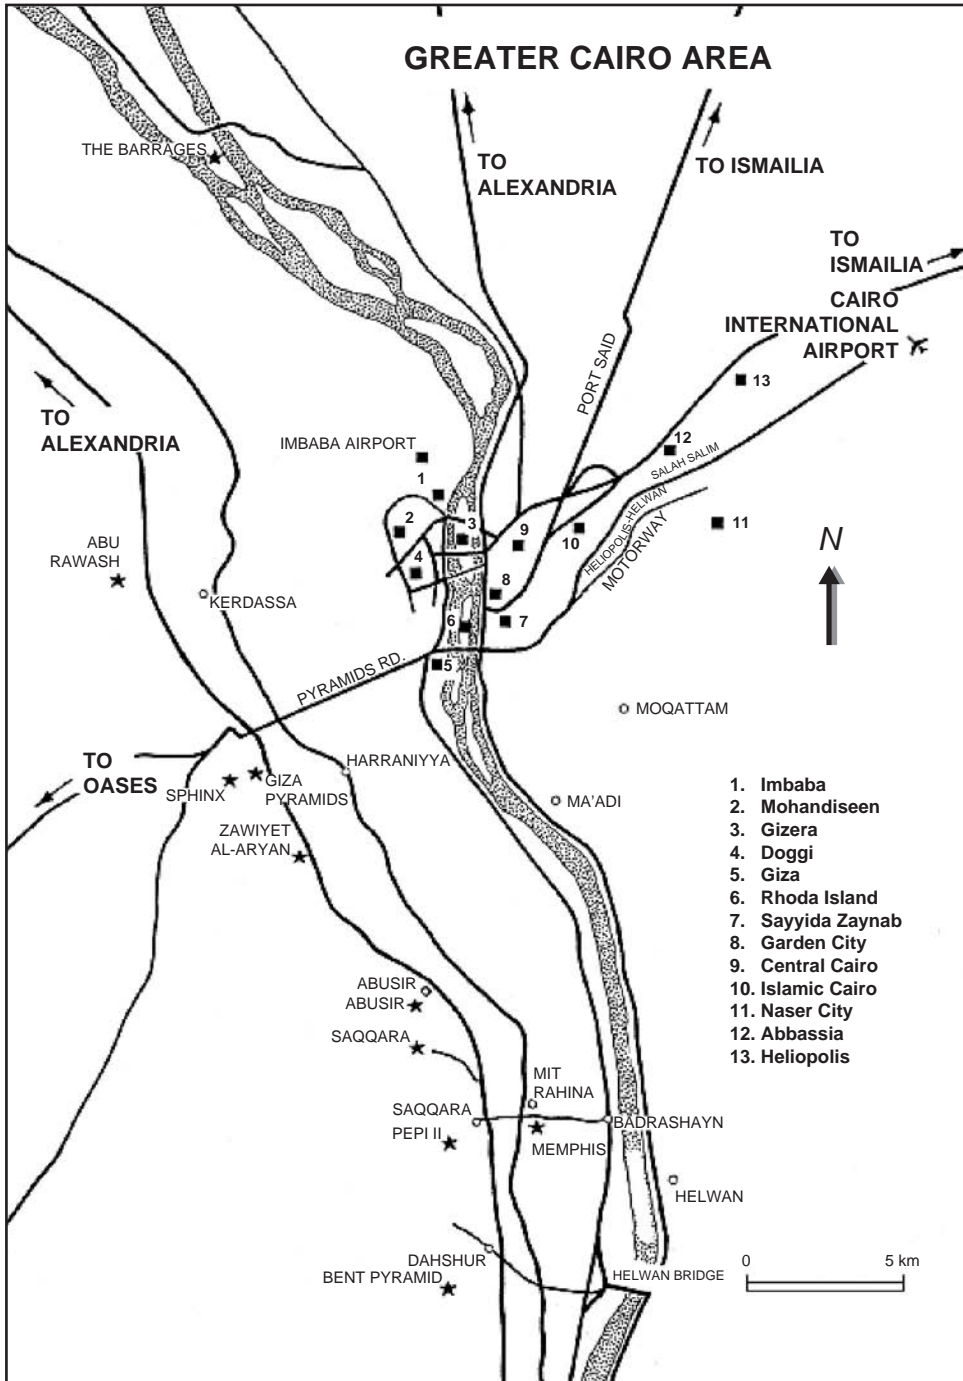 GREATER CAIRO AREA
THE BARRAGES
TO
ALEXANDRIA
TO ISMAILIA
TO
ISMAILIA
CAIRO
INTERNATIONAL
AIRPORT
PORT SAID
13
TO
ALEXANDRIA
IMBABA AIRPORT
12
SALAH SALIM
1
2
3
9
10
11
HELIOPOLIS-HELWAN
MOTORWAY
N
ABU
RAWASH
4
KERDASSA
8
6
7
5
PYRAMIDS RD.
MOQATTAM
TO
OASES
HARRANIYYA
SPHINX
GIZA
PYRAMIDS
MA'ADI
ZAWIYET
AL-ARYAN
1. Imbaba
2. Mohandiseen
3. Gizera
4. Doggi
5. Giza
6. Rhoda Island
7. Sayyida Zaynab
8. Garden City
9. Central Cairo
10. Islamic Cairo
11. Naser City
12. Abbassia
13. Heliopolis
ABUSIR
ABUSIR
SAQQARA
MIT
RAHINA
SAQQARA
BADRASHAYN
PEPI II
MEMPHIS
HELWAN
DAHSHUR
BENT PYRAMID
HELWAN BRIDGE
0
5 km